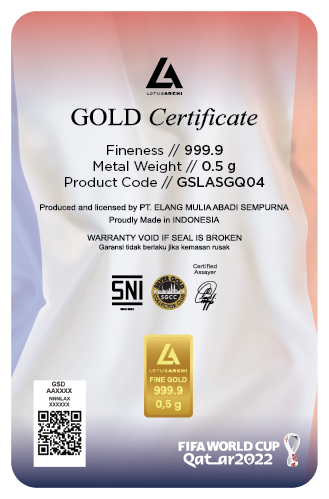 LOTUSARCHI
GOLD Certificate
Fineness // 999.9
Metal Weight // 0.5 g
Product Code // GSLASGQ04
Produced and licensed by PT. ELANG MULIA ABADI SEMPURNA
Proudly Made in INDONESIA
WARRANTY VOID IF SEAL IS BROKEN
Garansi tidak berlaku jika kemasan rusak
Certified
Assayer
SNI
SGCC
LOTUSARCHI
FINE GOLD
999.9
0,5 g
GSD
AAXXXX
NNNLAX
XXXXXX
FIFA WORLD CUP
Qatar2022